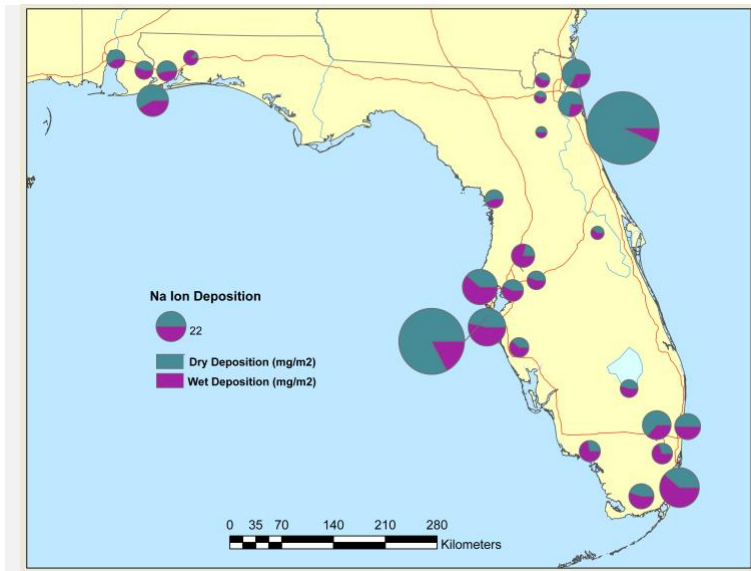 Na Ion Deposition
22
Dry Deposition (mg/m2)
Wet Deposition (mg/m2)
0 35 70 140 210 280
Kilometers